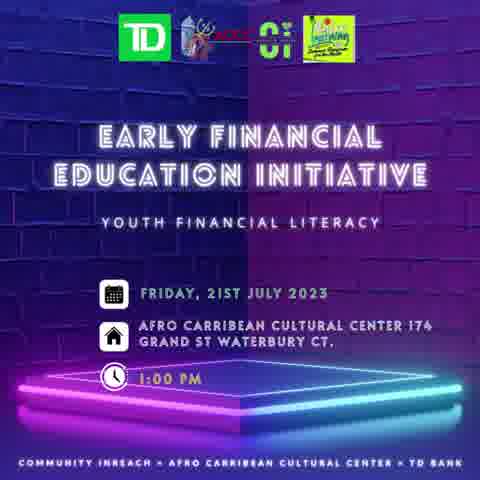 TD
CI
EARLY FINANCIAL
EDUCATION INITIATIVE
YOUTH FINANCIAL LITERACY
FRIDAY, 21ST JULY 2023
AFRO CARRIBEAN CULTURAL CENTER 174
GRAND ST WATERBURY CT.
1:00 PM
COMMUNITY INREACH × AFRO CARRIBEAN CULTURAL CENTER × TD BANK